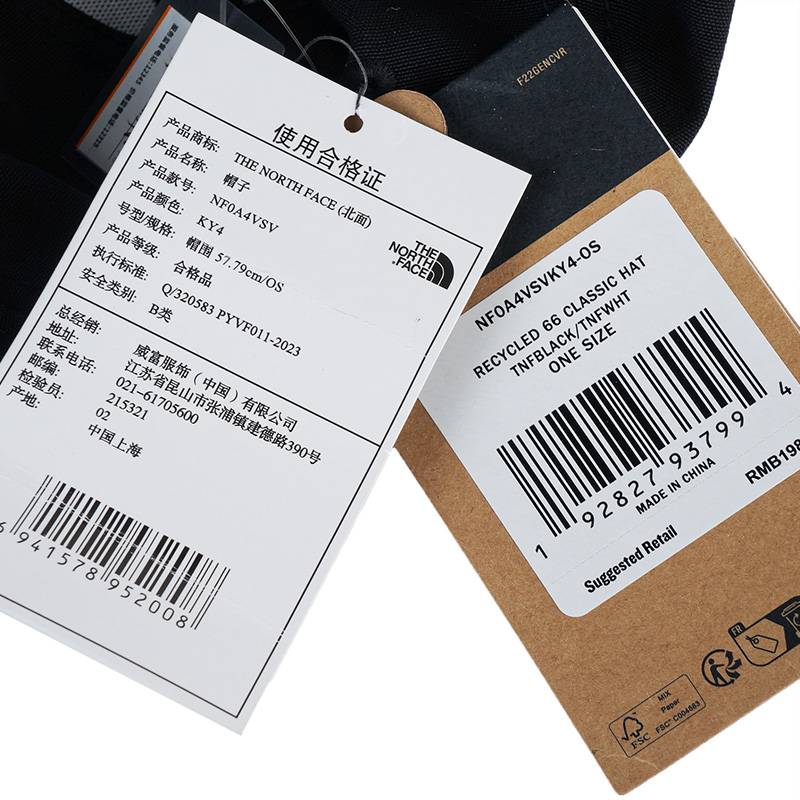 使用合格证
产品商标: THE NORTH FACE (北面)
产品名称: 帽子
产品款号: NF0A4VSV
产品颜色: KY4
号型/规格: 帽围 57.79cm/OS
产品等级: 合格品
执行标准: Q/320583 PYVF011-2023
安全类别: B类
THE
NORTH
FACE
总经销: 威富服饰（中国）有限公司
地址: 江苏省昆山市张浦镇建德路390号
联系电话: 021-61705600
邮编: 215321
检验员: 02
产地: 中国上海
6 941578 952008
F22GENCVR
NF0A4VSVKY4-OS
RECYCLED 66 CLASSIC HAT
TNFBLACK/TNFWHT
ONE SIZE
1 92827 93799 4
MADE IN CHINA
Suggested Retail
RMB198
FR
FSC
MIX
Paper
FSC® C004883